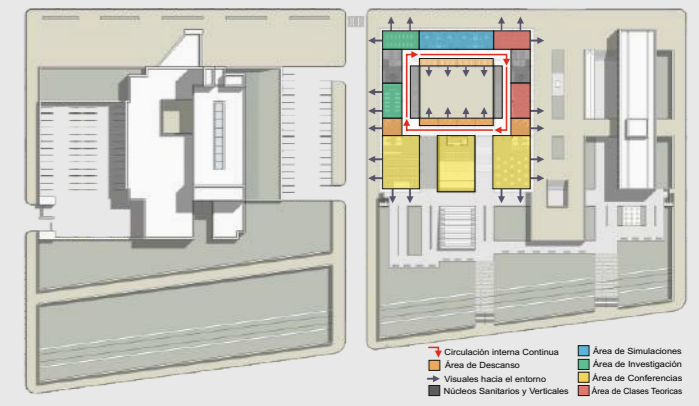 Circulación interna Continua
Área de Descanso
Visuales hacia el entorno
Núcleos Sanitarios y Verticales
Área de Simulaciones
Área de Investigación
Área de Conferencias
Área de Clases Teoricas